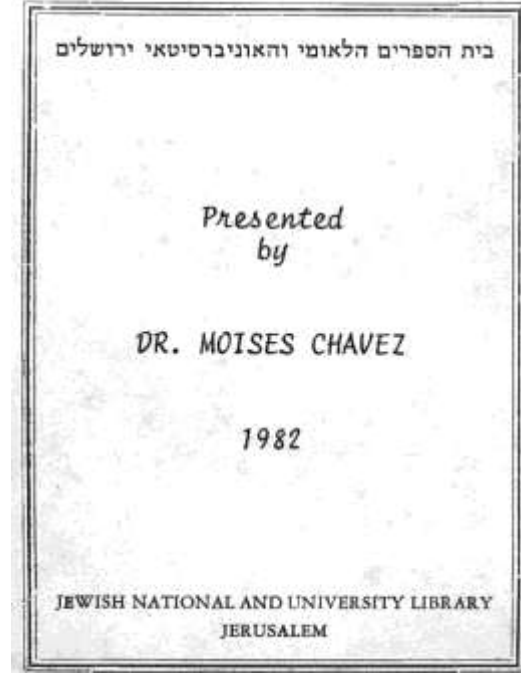 בית הספרים הלאומי והאוניברסיטאי ירושלים
Presented
by
DR. MOISES CHAVEZ
1982
JEWISH NATIONAL AND UNIVERSITY LIBRARY
JERUSALEM